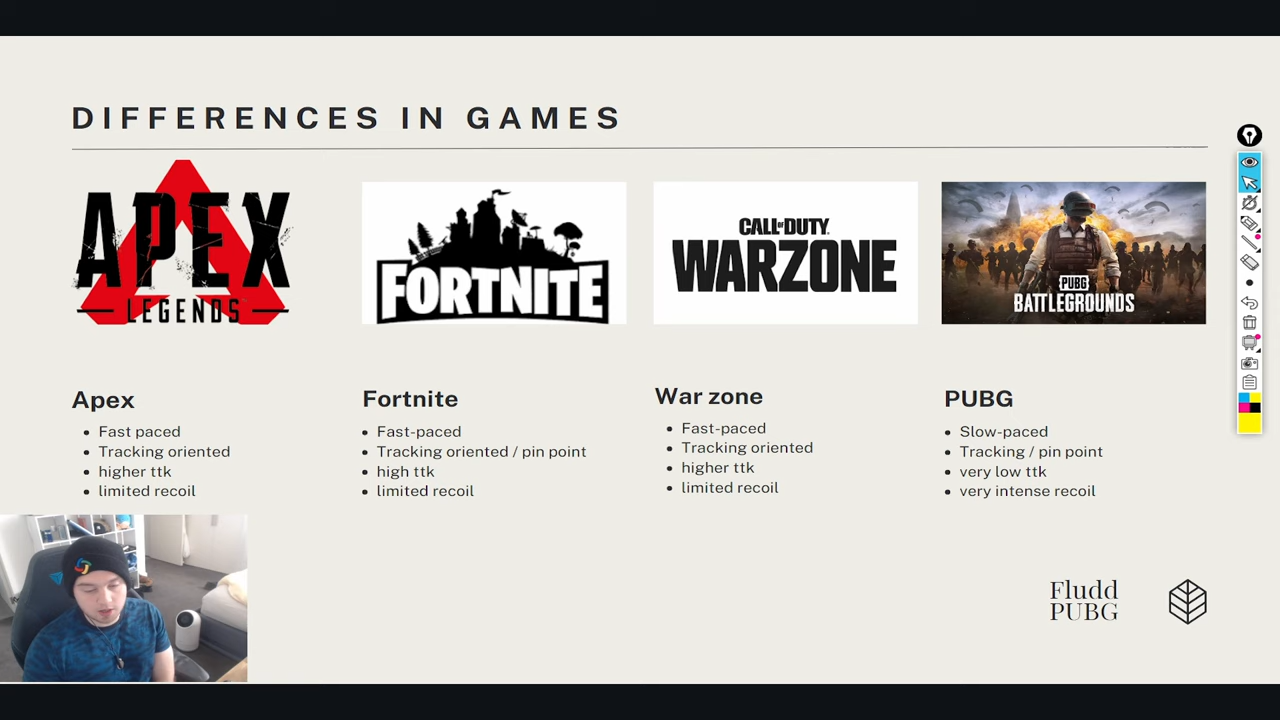 DIFFERENCES IN GAMES
APEX
LEGENDS
FORTNITE
CALL OF DUTY
WARZONE
PUBG
BATTLEGROUNDS
Apex
Fast paced
Tracking oriented
higher ttk
limited recoil
Fortnite
Fast-paced
Tracking oriented / pin point
high ttk
limited recoil
War zone
Fast-paced
Tracking oriented
higher ttk
limited recoil
PUBG
Slow-paced
Tracking / pin point
very low ttk
very intense recoil
Fludd
PUBG